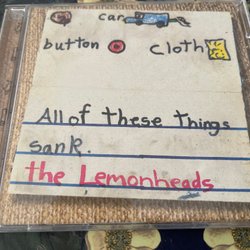 car
button cloth
All of these things
sank.
the Lemonheads